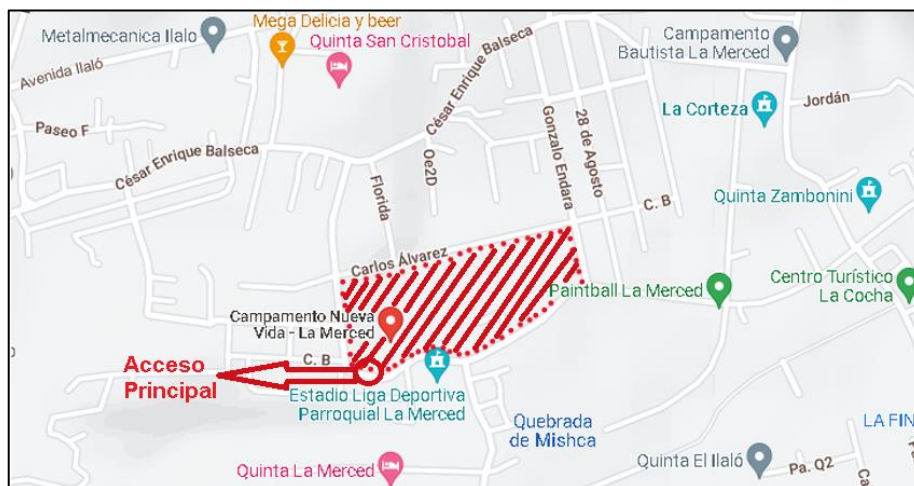 Mega Delicia y beer
Metalmecanica Ilalo
Quinta San Cristobal
Campamento
Bautista La Merced
Avenida Ilaló
César Enrique Balseca
La Corteza
Jordán
Paseo F
César Enrique Balseca
Oe2D
Gonzalo Endara
28 de Agosto
Florida
Quinta Zambonini
C. B
Carlos Álvarez
Paintball La Merced
Centro Turístico
La Cocha
Campamento Nueva
Vida - La Merced
C. B
Acceso
Principal
Estadio Liga Deportiva
Parroquial La Merced
Quebrada
de Mishca
LA FIN
Quinta La Merced
Quinta El Ilaló
Pa. Q2